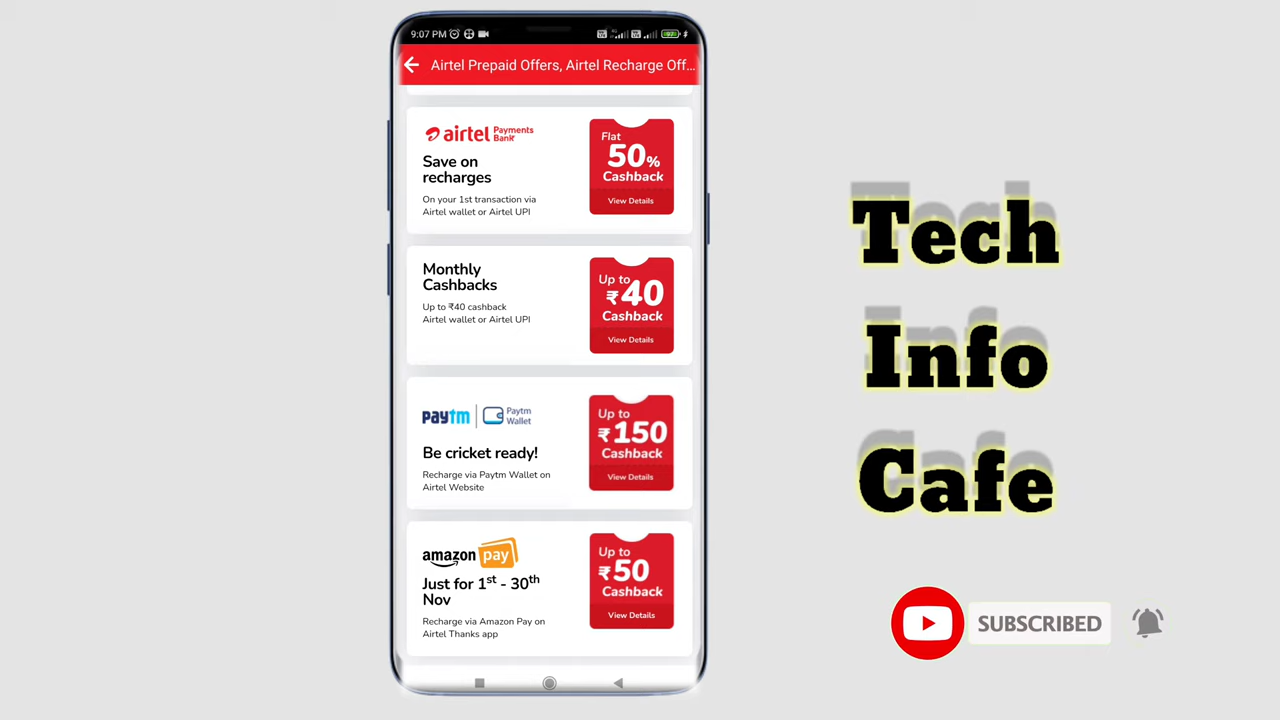 9:07 PM
Airtel Prepaid Offers, Airtel Recharge Off...
airtel Payments Bank
Save on
recharges
On your 1st transaction via
Airtel wallet or Airtel UPI
Flat
50%
Cashback
View Details
Monthly
Cashbacks
Up to ₹40 cashback
Airtel wallet or Airtel UPI
Up to
₹40
Cashback
View Details
paytm | Paytm Wallet
Be cricket ready!
Recharge via Paytm Wallet on
Airtel Website
Up to
₹150
Cashback
View Details
amazon pay
Just for 1st - 30th
Nov
Recharge via Amazon Pay on
Airtel Thanks app
Up to
₹50
Cashback
View Details
Tech
Info
Cafe
SUBSCRIBED